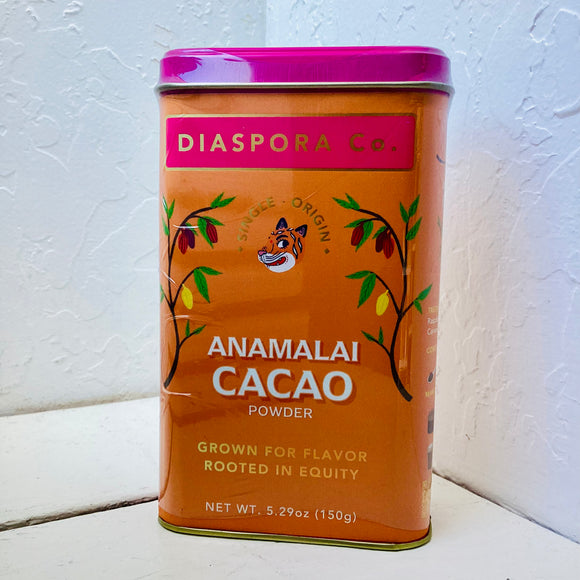 DIASPORA Co.
• SINGLE • ORIGIN •
ANAMALAI
CACAO
POWDER
GROWN FOR FLAVOR
ROOTED IN EQUITY
NET WT. 5.29oz (150g)